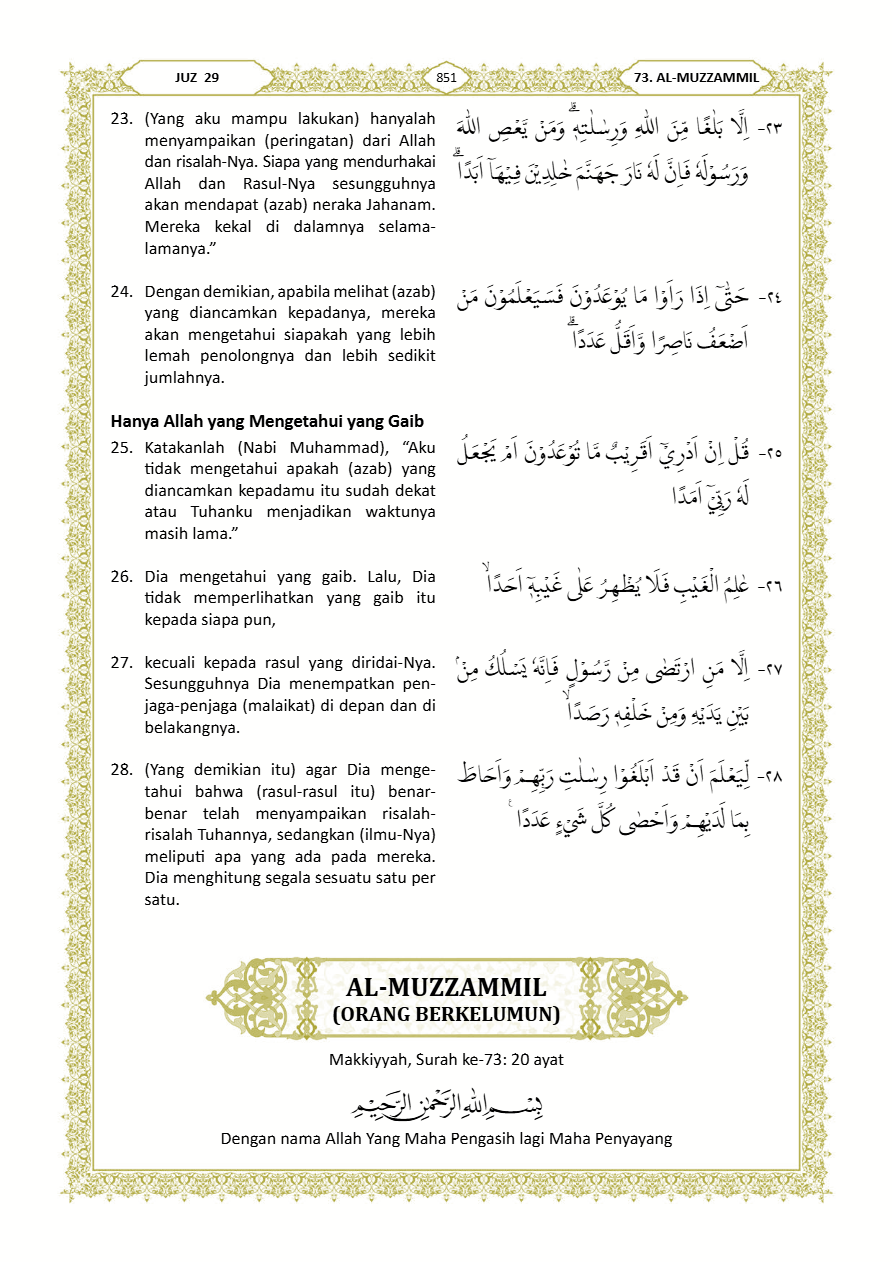 JUZ 29
851
73. AL-MUZZAMMIL
23. (Yang aku mampu lakukan) hanyalah
menyampaikan (peringatan) dari Allah
dan risalah-Nya. Siapa yang mendurhakai
Allah dan Rasul-Nya sesungguhnya
akan mendapat (azab) neraka Jahanam.
Mereka kekal di dalamnya selama-
lamanya.”
٢٣- اِلَّا بَلٰغًا مِّنَ اللّٰهِ وَرِسٰلٰتِهٖۗ وَمَنْ يَّعْصِ اللّٰهَ
وَرَسُوْلَهٗ فَاِنَّ لَهٗ نَارَ جَهَنَّمَ خٰلِدِيْنَ فِيْهَآ اَبَدًاۗ
24. Dengan demikian, apabila melihat (azab)
yang diancamkan kepadanya, mereka
akan mengetahui siapakah yang lebih
lemah penolongnya dan lebih sedikit
jumlahnya.
٢٤- حَتّٰىٓ اِذَا رَاَوْا مَا يُوْعَدُوْنَ فَسَيَعْلَمُوْنَ مَنْ
اَضْعَفُ نَاصِرًا وَّاَقَلُّ عَدَدًاۗ
Hanya Allah yang Mengetahui yang Gaib
25. Katakanlah (Nabi Muhammad), “Aku
tidak mengetahui apakah (azab) yang
diancamkan kepadamu itu sudah dekat
atau Tuhanku menjadikan waktunya
masih lama.”
٢٥- قُلْ اِنْ اَدْرِيْٓ اَقَرِيْبٌ مَّا تُوْعَدُوْنَ اَمْ يَجْعَلُ
لَهٗ رَبِّيْٓ اَمَدًا
26. Dia mengetahui yang gaib. Lalu, Dia
tidak memperlihatkan yang gaib itu
kepada siapa pun,
٢٦- عٰلِمُ الْغَيْبِ فَلَا يُظْهِرُ عَلٰى غَيْبِهٖٓ اَحَدًاۙ
27. kecuali kepada rasul yang diridai-Nya.
Sesungguhnya Dia menempatkan pen-
jaga-penjaga (malaikat) di depan dan di
belakangnya.
٢٧- اِلَّا مَنِ ارْتَضٰى مِنْ رَّسُوْلٍ فَاِنَّهٗ يَسْلُكُ مِنْۢ
بَيْنِ يَدَيْهِ وَمِنْ خَلْفِهٖ رَصَدًاۙ
28. (Yang demikian itu) agar Dia menge-
tahui bahwa (rasul-rasul itu) benar-
benar telah menyampaikan risalah-
risalah Tuhannya, sedangkan (ilmu-Nya)
meliputi apa yang ada pada mereka.
Dia menghitung segala sesuatu satu per
satu.
٢٨- لِّيَعْلَمَ اَنْ قَدْ اَبْلَغُوْا رِسٰلٰتِ رَبِّهِمْ وَاَحَاطَ
بِمَا لَدَيْهِمْ وَاَحْصٰى كُلَّ شَيْءٍ عَدَدًا ࣖ
AL-MUZZAMMIL
(ORANG BERKELUMUN)
Makkiyyah, Surah ke-73: 20 ayat
بِسْمِ اللّٰهِ الرَّحْمٰنِ الرَّحِيْمِ
Dengan nama Allah Yang Maha Pengasih lagi Maha Penyayang